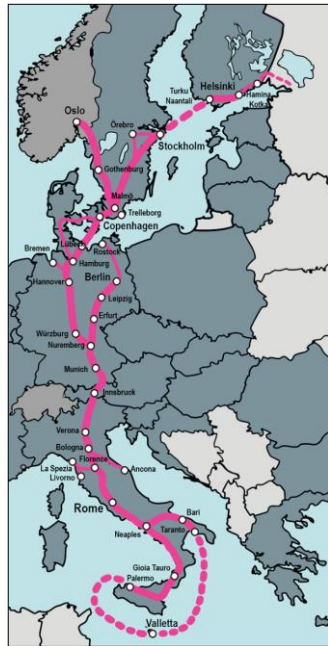 Helsinki
Turku
Naantali
Hamina
Kotka
Oslo
Örebro
Stockholm
Gothenburg
Malmö
Trelleborg
Copenhagen
Bremen
Lübeck
Rostock
Hamburg
Berlin
Hannover
Leipzig
Erfurt
Würzburg
Nuremberg
Munich
Innsbruck
Verona
Bologna
Florence
La Spezia
Livorno
Ancona
Rome
Bari
Taranto
Neaples
Gioia Tauro
Palermo
Valletta